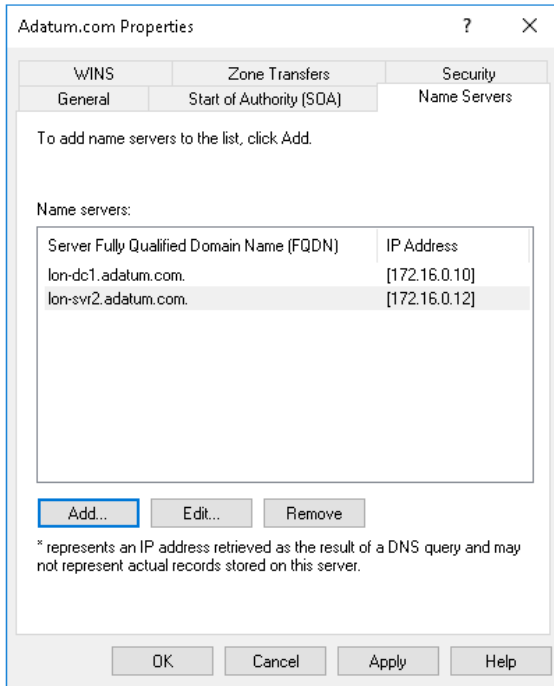 Adatum.com Properties ? ×
WINS Zone Transfers Security
General Start of Authority (SOA) Name Servers
To add name servers to the list, click Add.
Name servers:
Server Fully Qualified Domain Name (FQDN) IP Address
lon-dc1.adatum.com. [172.16.0.10]
lon-svr2.adatum.com. [172.16.0.12]
Add... Edit... Remove
* represents an IP address retrieved as the result of a DNS query and may
not represent actual records stored on this server.
OK Cancel Apply Help